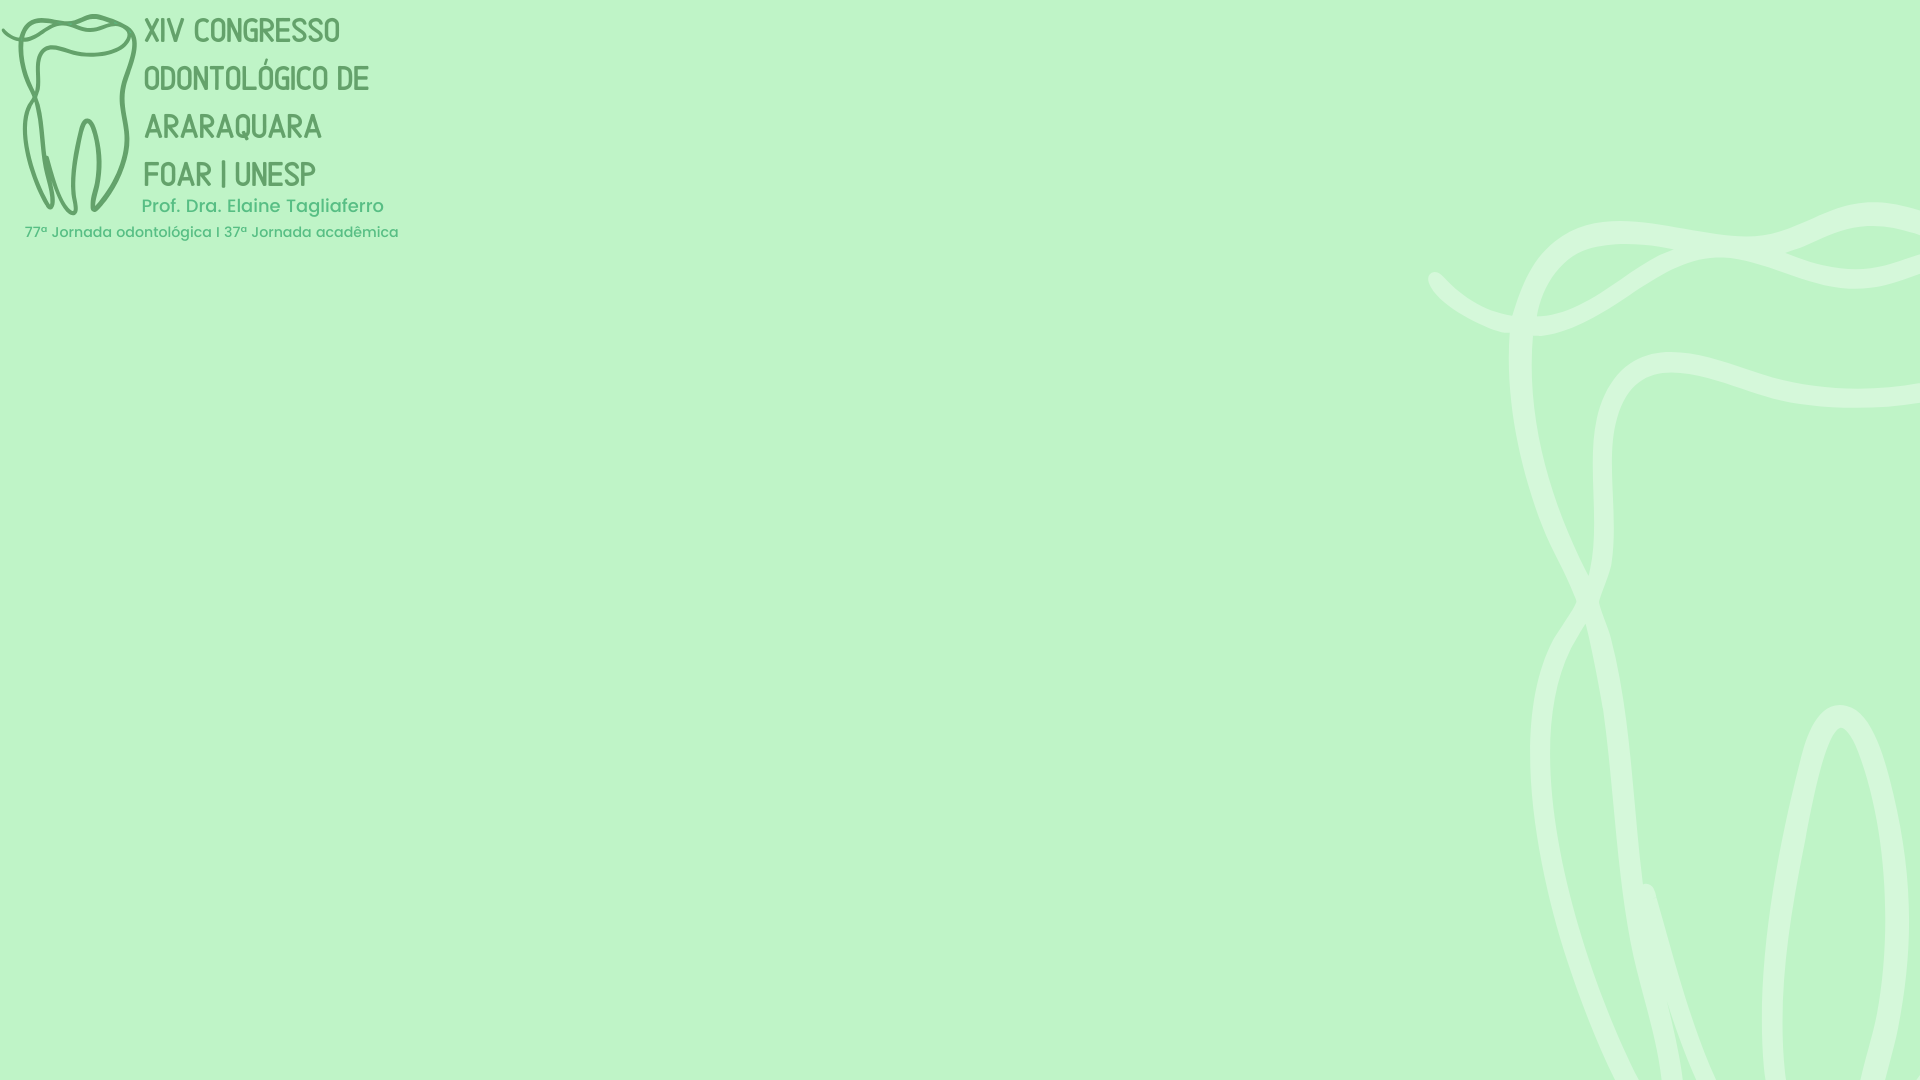 XIV CONGRESSO
ODONTOLÓGICO DE
ARARAQUARA
FOAR | UNESP
Prof. Dra. Elaine Tagliaferro
77ª Jornada odontológica I 37ª Jornada acadêmica